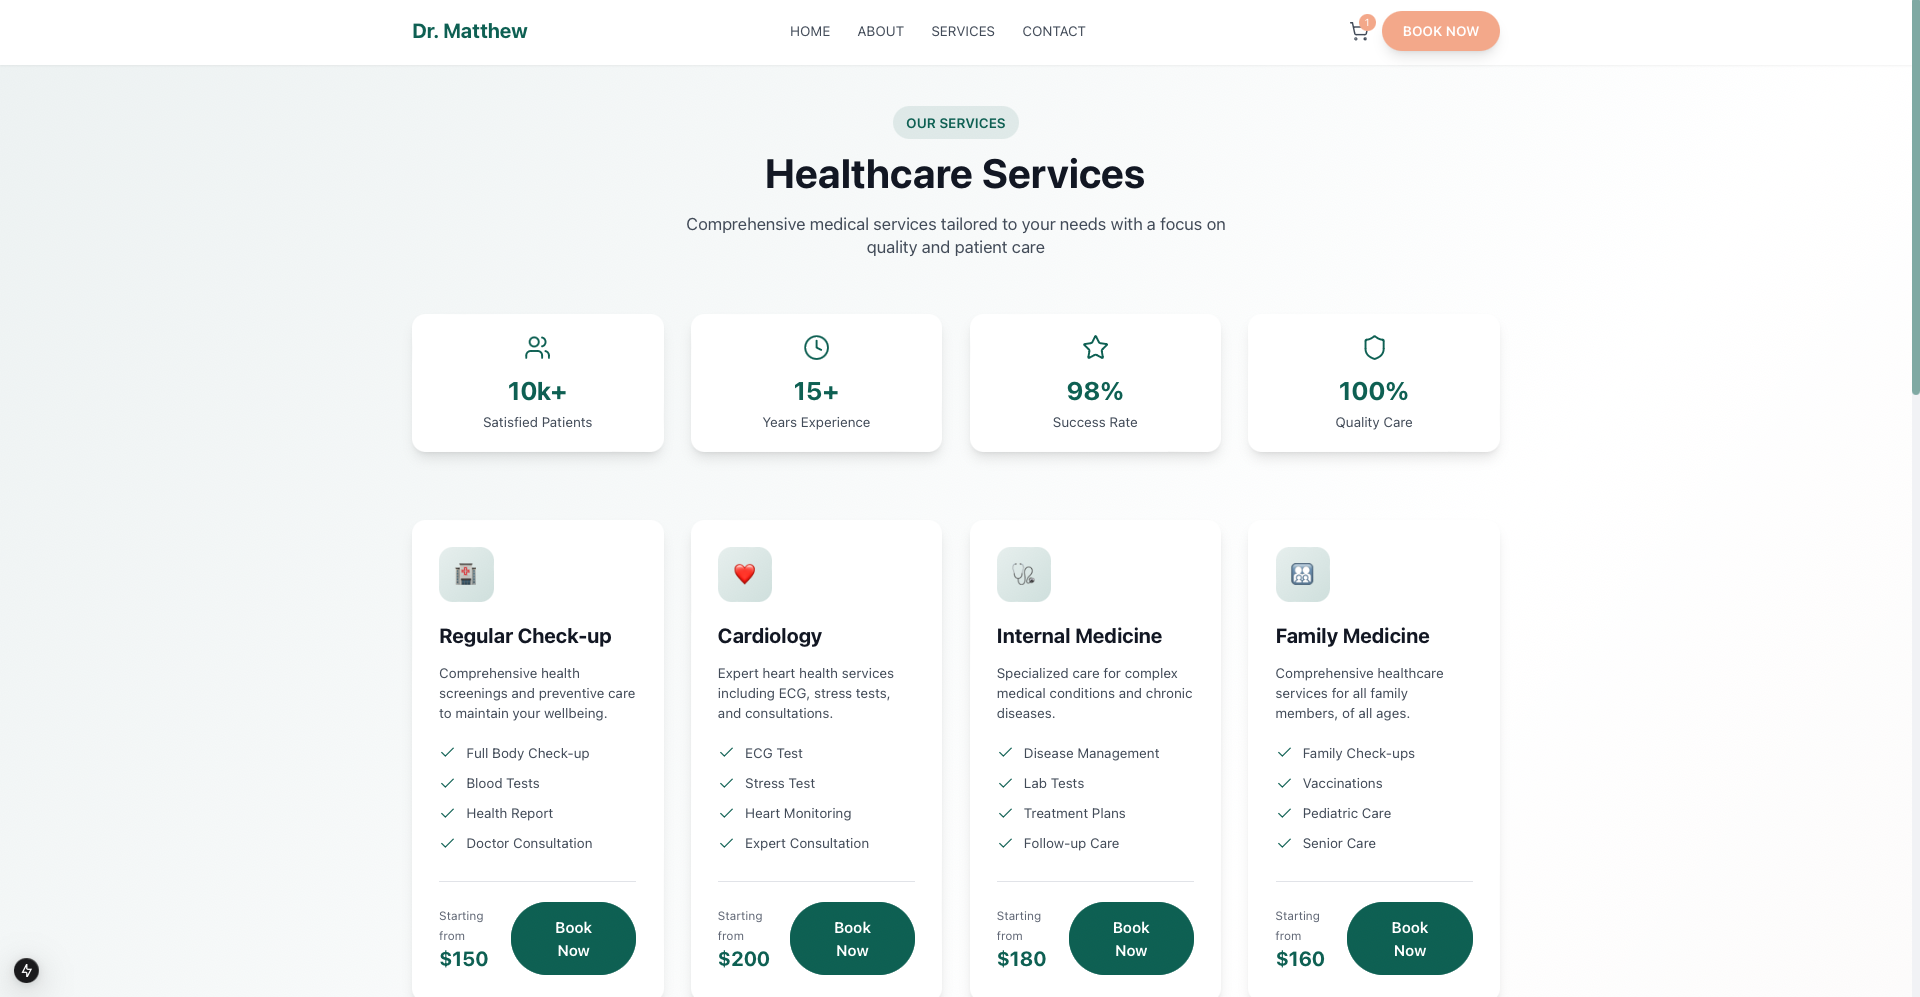 Dr. Matthew
HOME
ABOUT
SERVICES
CONTACT
1
BOOK NOW
OUR SERVICES
Healthcare Services
Comprehensive medical services tailored to your needs with a focus on
quality and patient care
10k+
Satisfied Patients
15+
Years Experience
98%
Success Rate
100%
Quality Care
Regular Check-up
Comprehensive health
screenings and preventive care
to maintain your wellbeing.
Full Body Check-up
Blood Tests
Health Report
Doctor Consultation
Starting
from
$150
Book
Now
Cardiology
Expert heart health services
including ECG, stress tests,
and consultations.
ECG Test
Stress Test
Heart Monitoring
Expert Consultation
Starting
from
$200
Book
Now
Internal Medicine
Specialized care for complex
medical conditions and chronic
diseases.
Disease Management
Lab Tests
Treatment Plans
Follow-up Care
Starting
from
$180
Book
Now
Family Medicine
Comprehensive healthcare
services for all family
members, of all ages.
Family Check-ups
Vaccinations
Pediatric Care
Senior Care
Starting
from
$160
Book
Now